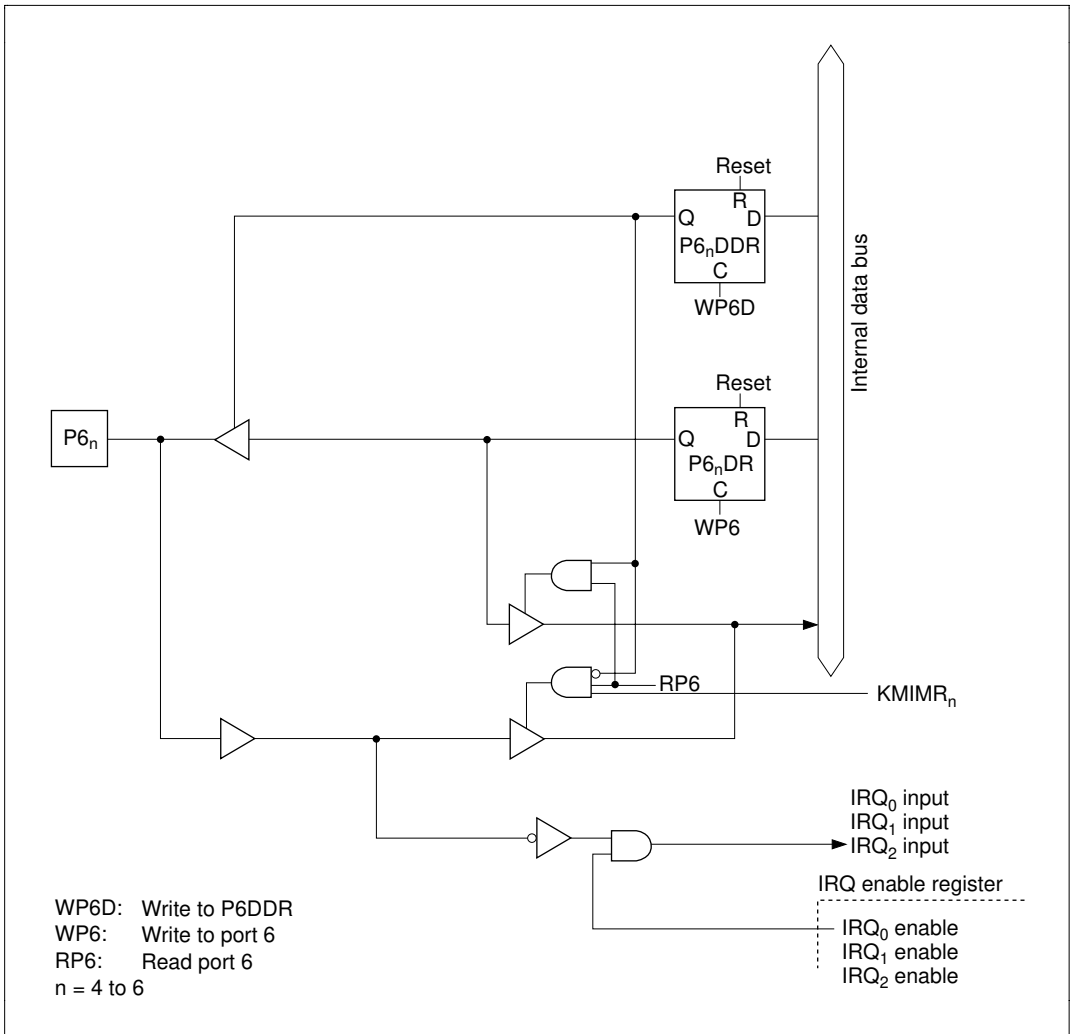 Reset
R
Q D
P6nDDR
C
WP6D
Internal data bus
Reset
R
P6n
Q D
P6nDR
C
WP6
RP6
KMIMRn
IRQ0 input
IRQ1 input
IRQ2 input
IRQ enable register
IRQ0 enable
IRQ1 enable
IRQ2 enable
WP6D: Write to P6DDR
WP6: Write to port 6
RP6: Read port 6
n = 4 to 6